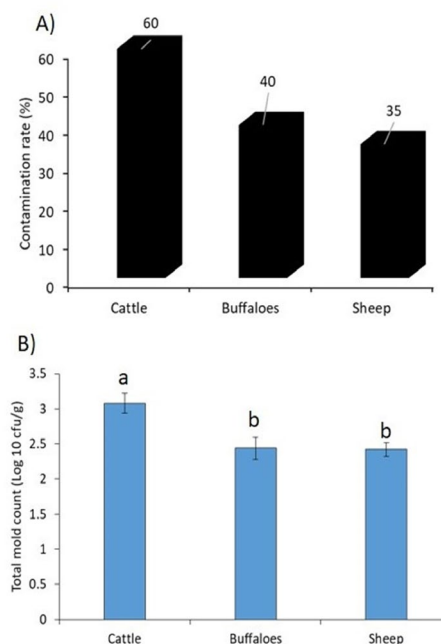 A)
Contamination rate (%)
60
50
40
30
20
10
0
60
40
35
Cattle Buffaloes Sheep
B)
Total mold count (Log 10 cfu/g)
3.5
3
2.5
2
1.5
1
0.5
0
a
b
b
Cattle Buffaloes Sheep